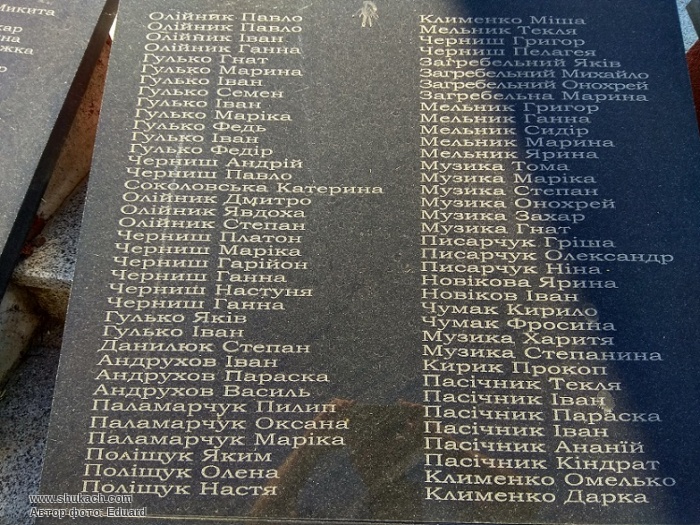 Микита
Олійник Павло
Олійник Павло
Олійник Іван
Олійник Ганна
Гулько Гнат
Гулько Марина
Гулько Іван
Гулько Семен
Гулько Іван
Гулько Маріка
Гулько Федь
Гулько Іван
Гулько Федір
Черниш Андрій
Черниш Павло
Соколовська Катерина
Олійник Дмитро
Олійник Явдоха
Олійник Степан
Черниш Платон
Черниш Маріка
Черниш Гарійон
Черниш Ганна
Черниш Настуня
Черниш Ганна
Гулько Яків
Гулько Іван
Данилюк Степан
Андрухов Іван
Андрухов Параска
Андрухов Василь
Паламарчук Пилип
Паламарчук Оксана
Паламарчук Маріка
Поліщук Яким
Поліщук Олена
Поліщук Настя
Клименко Міша
Мельник Текля
Черниш Григор
Черниш Пелагея
Загребельний Яків
Загребельний Михайло
Загребельний Онохрей
Загребельна Марина
Мельник Григор
Мельник Ганна
Мельник Сидір
Мельник Марина
Мельник Ярина
Музика Тома
Музика Маріка
Музика Степан
Музика Онохрей
Музика Захар
Музика Гнат
Писарчук Гріша
Писарчук Олександр
Писарчук Ніна
Новікова Ярина
Новіков Іван
Чумак Кирило
Чумак Фросина
Музика Харитя
Музика Степанина
Кирик Прокоп
Пасічник Текля
Пасічник Іван
Пасічник Параска
Пасічник Іван
Пасічник Ананїй
Пасічник Кіндрат
Клименко Омелько
Клименко Дарка
www.shukach.com
Автор фото: Eduard